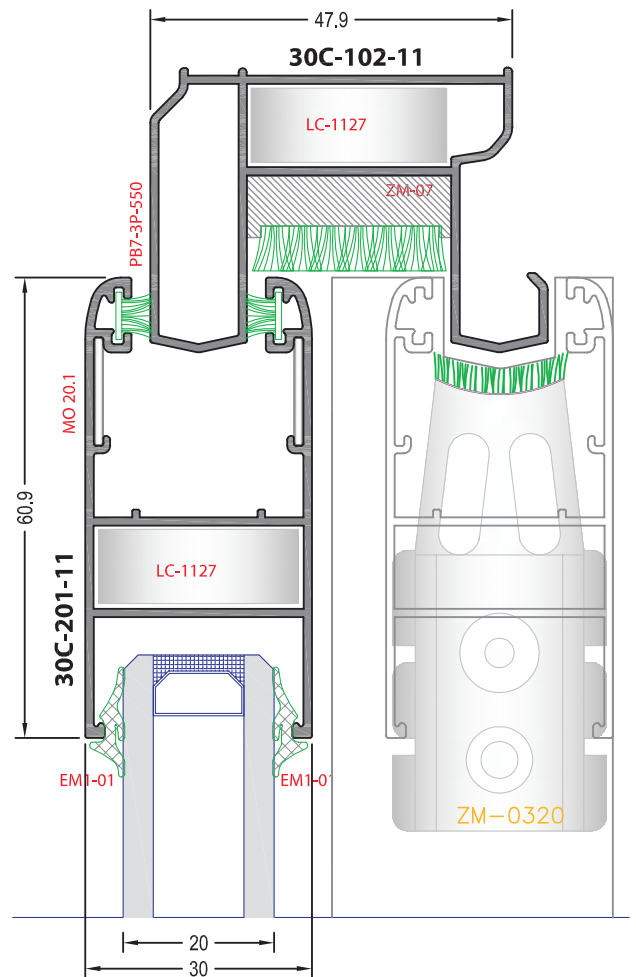 47.9
30C-102-11
LC-1127
ZM-07
PB7-3P-550
MO 20.1
60.9
LC-1127
30C-201-11
EM1-01
EM1-01
ZM-0320
20
30